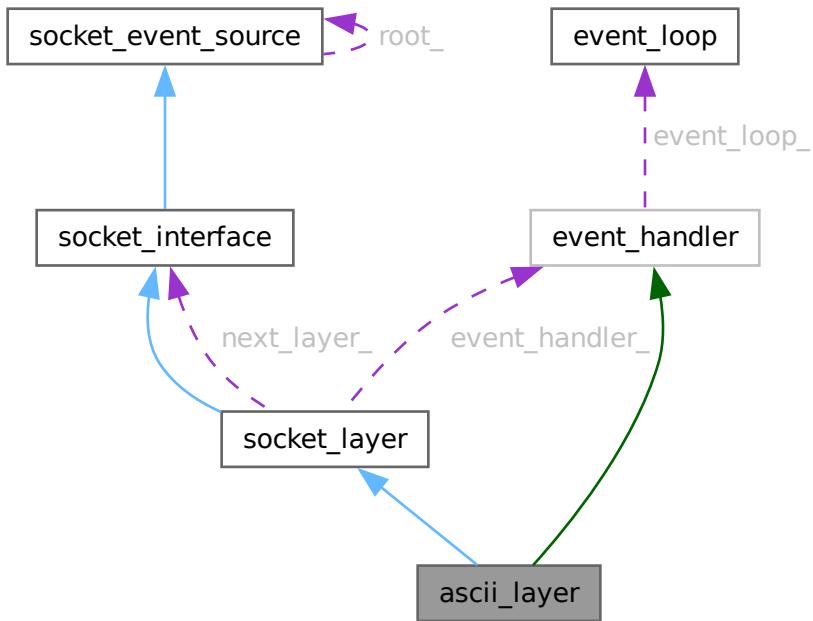 socket_event_source
root_
event_loop
event_loop_
socket_interface
event_handler
next_layer_
event_handler_
socket_layer
ascii_layer